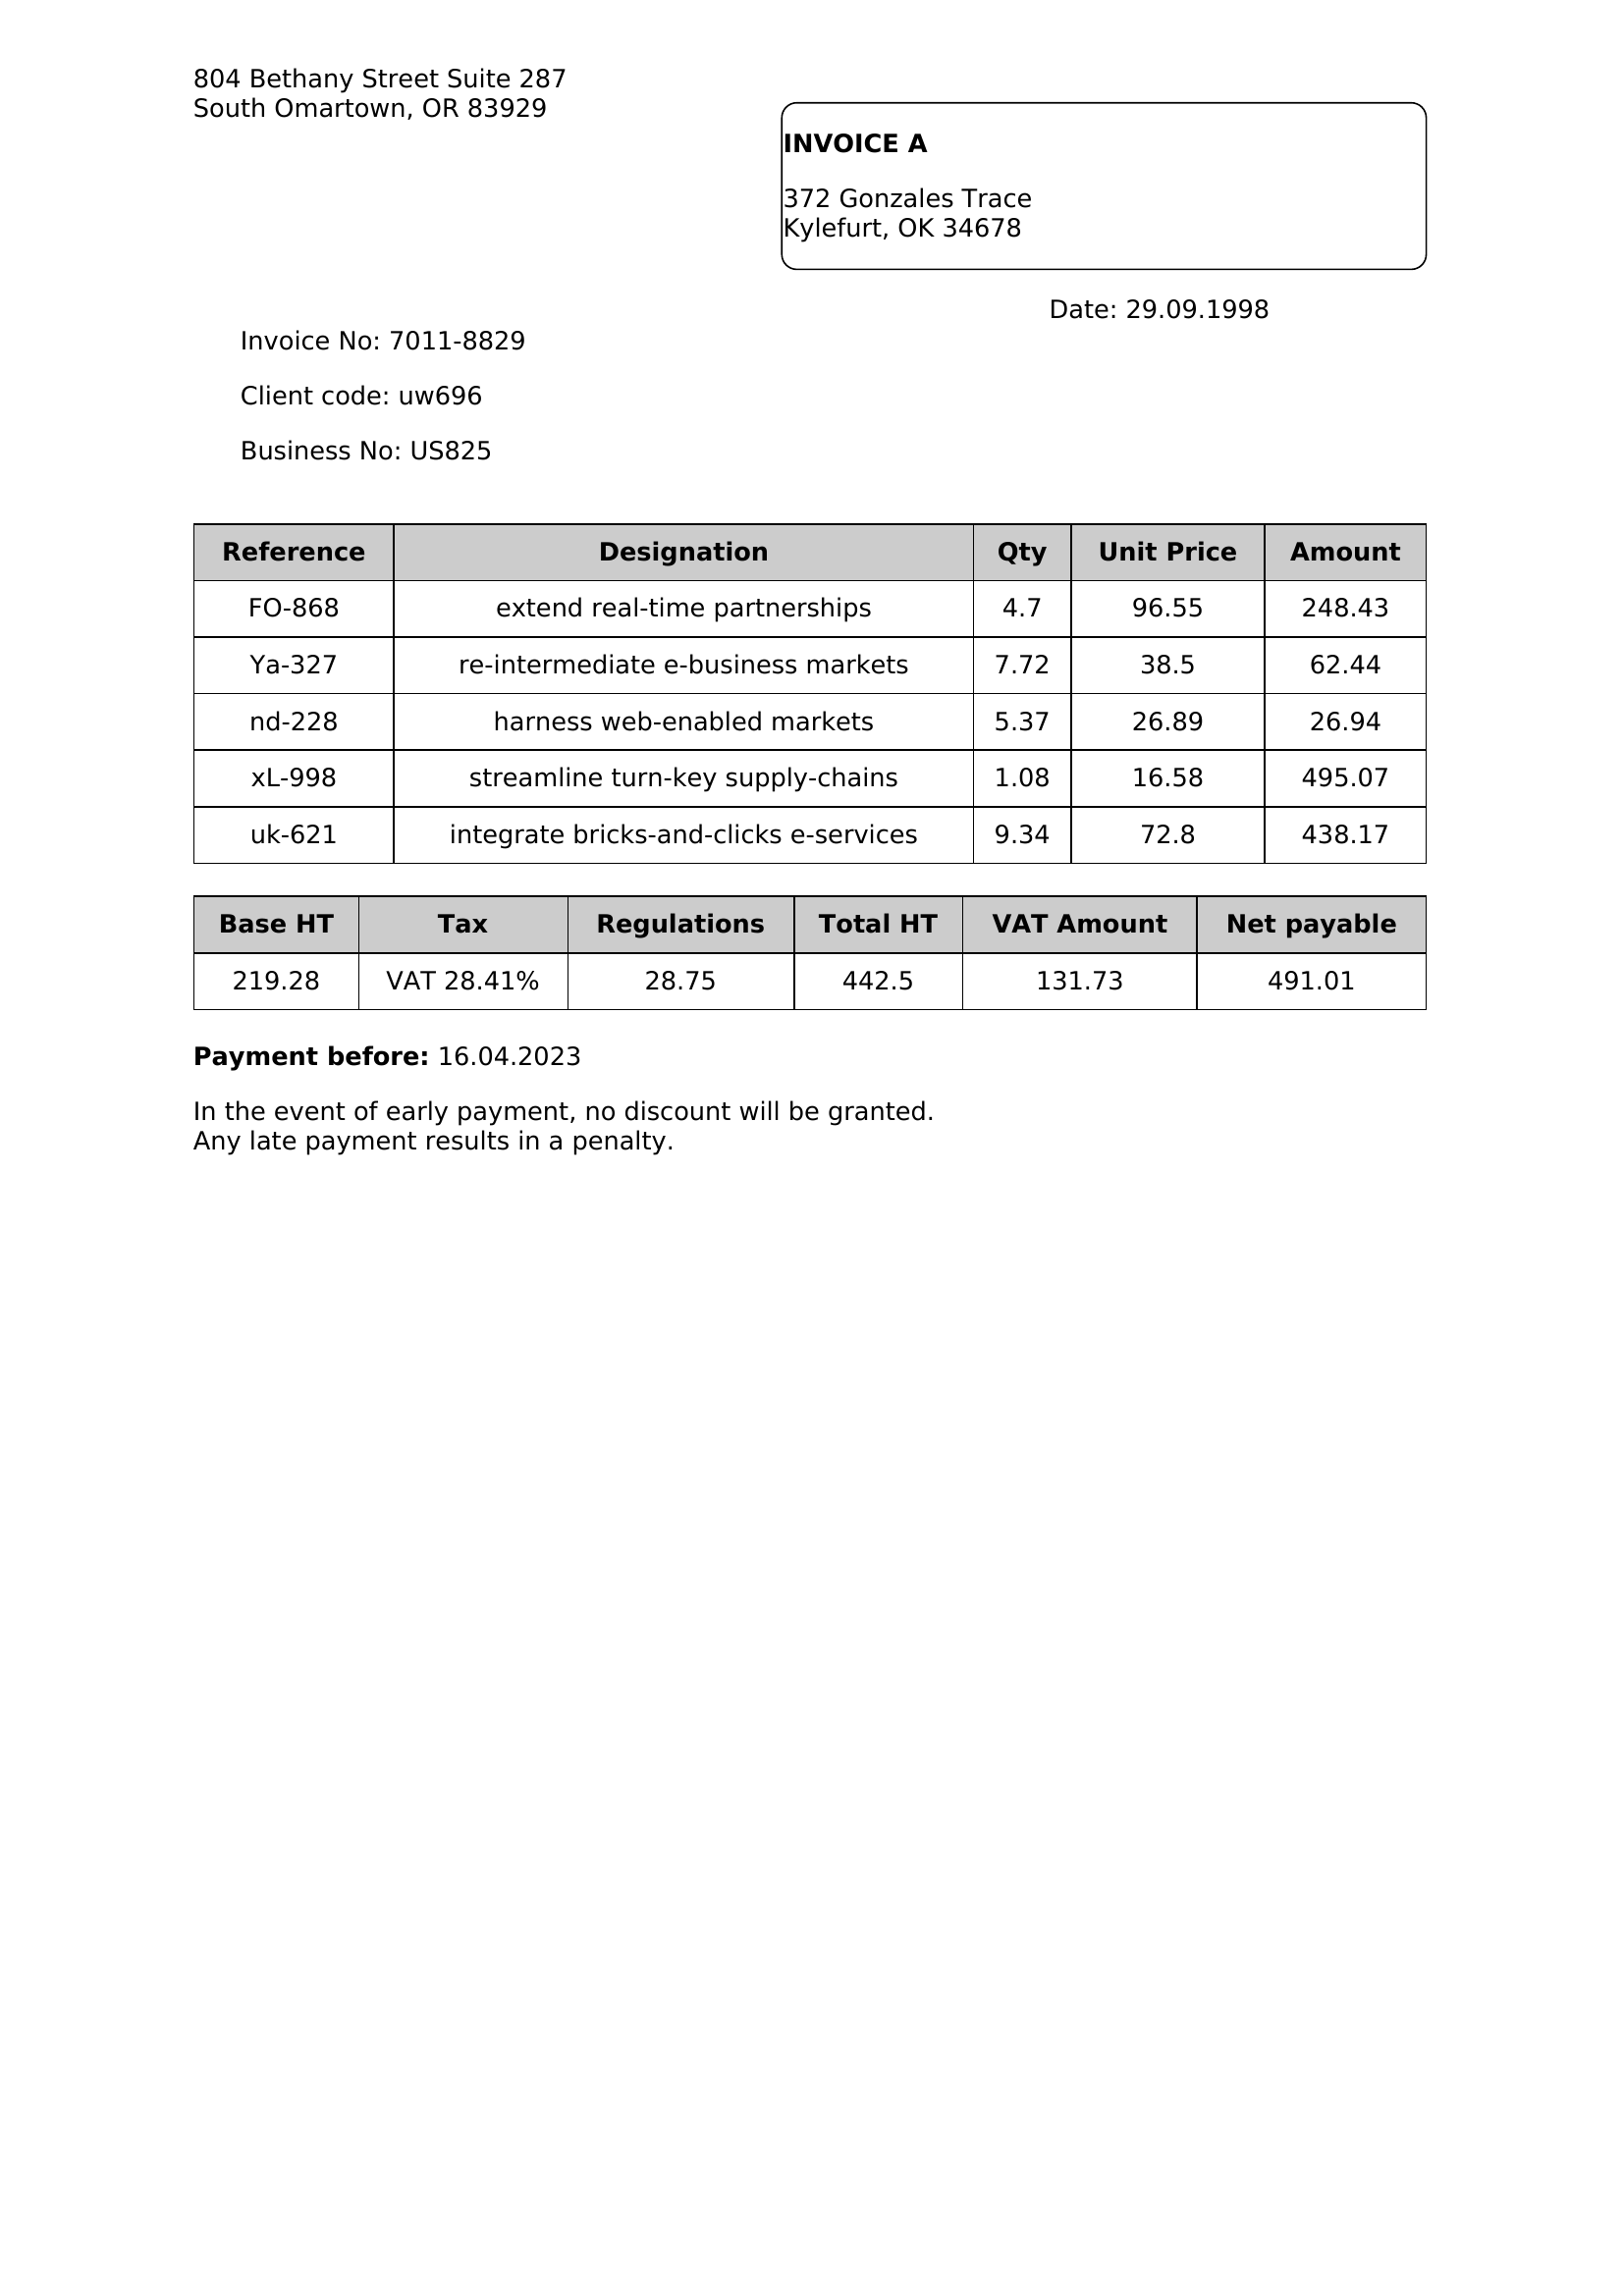 804 Bethany Street Suite 287
South Omartown, OR 83929
INVOICE A
372 Gonzales Trace
Kylefurt, OK 34678
Date: 29.09.1998
Invoice No: 7011-8829
Client code: uw696
Business No: US825
Reference Designation Qty Unit Price Amount
FO-868 extend real-time partnerships 4.7 96.55 248.43
Ya-327 re-intermediate e-business markets 7.72 38.5 62.44
nd-228 harness web-enabled markets 5.37 26.89 26.94
xL-998 streamline turn-key supply-chains 1.08 16.58 495.07
uk-621 integrate bricks-and-clicks e-services 9.34 72.8 438.17
Base HT Tax Regulations Total HT VAT Amount Net payable
219.28 VAT 28.41% 28.75 442.5 131.73 491.01
Payment before: 16.04.2023
In the event of early payment, no discount will be granted.
Any late payment results in a penalty.